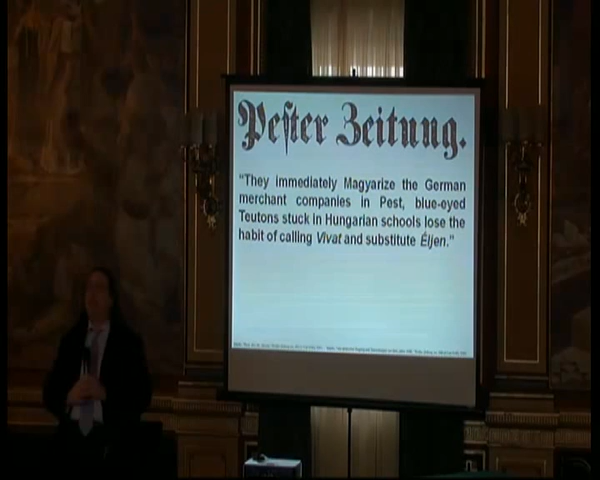 Peſter Zeitung.
"They immediately Magyarize the German
merchant companies in Pest, blue-eyed
Teutons stuck in Hungarian schools lose the
habit of calling Vivat and substitute Éljen."